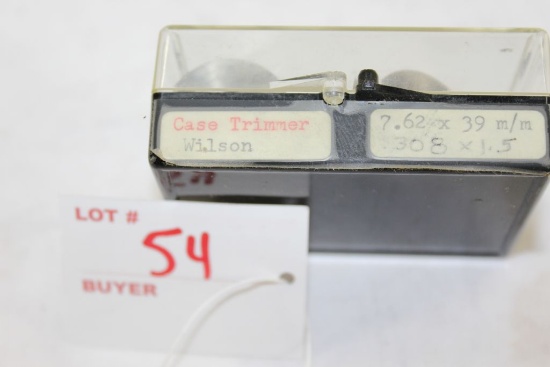 Case Trimmer
Wilson
7.62 x 39 m/m
.308 x 1.5
LOT #
54
BUYER